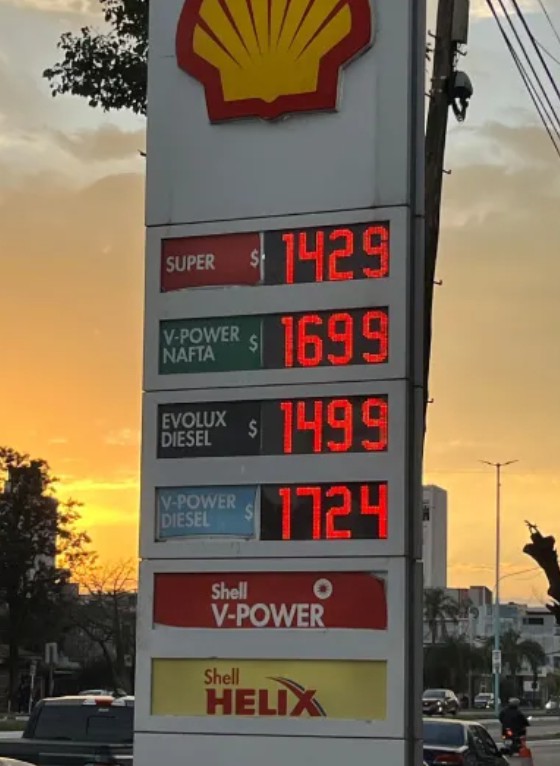 SUPER $ 1429
V-POWER
NAFTA $ 1699
EVOLUX
DIESEL $ 1499
V-POWER
DIESEL $ 1724
Shell
V-POWER
Shell
HELIX